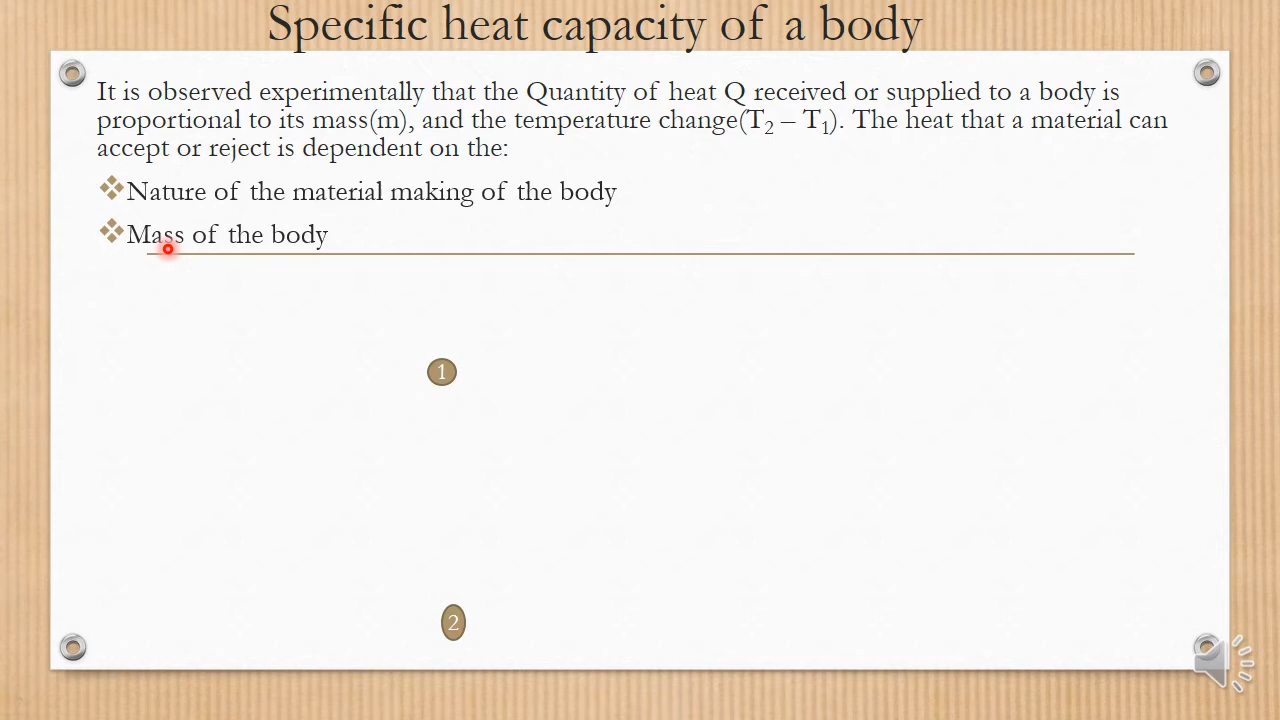 Specific heat capacity of a body
It is observed experimentally that the Quantity of heat Q received or supplied to a body is
proportional to its mass(m), and the temperature change(T₂ – T₁). The heat that a material can
accept or reject is dependent on the:
Nature of the material making of the body
Mass of the body
1
2